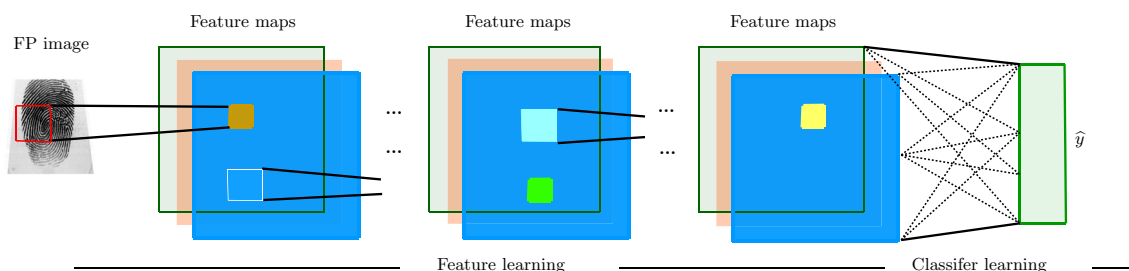 Feature maps
Feature maps
Feature maps
FP image
...
...
...
...
ŷ
Feature learning
Classifer learning